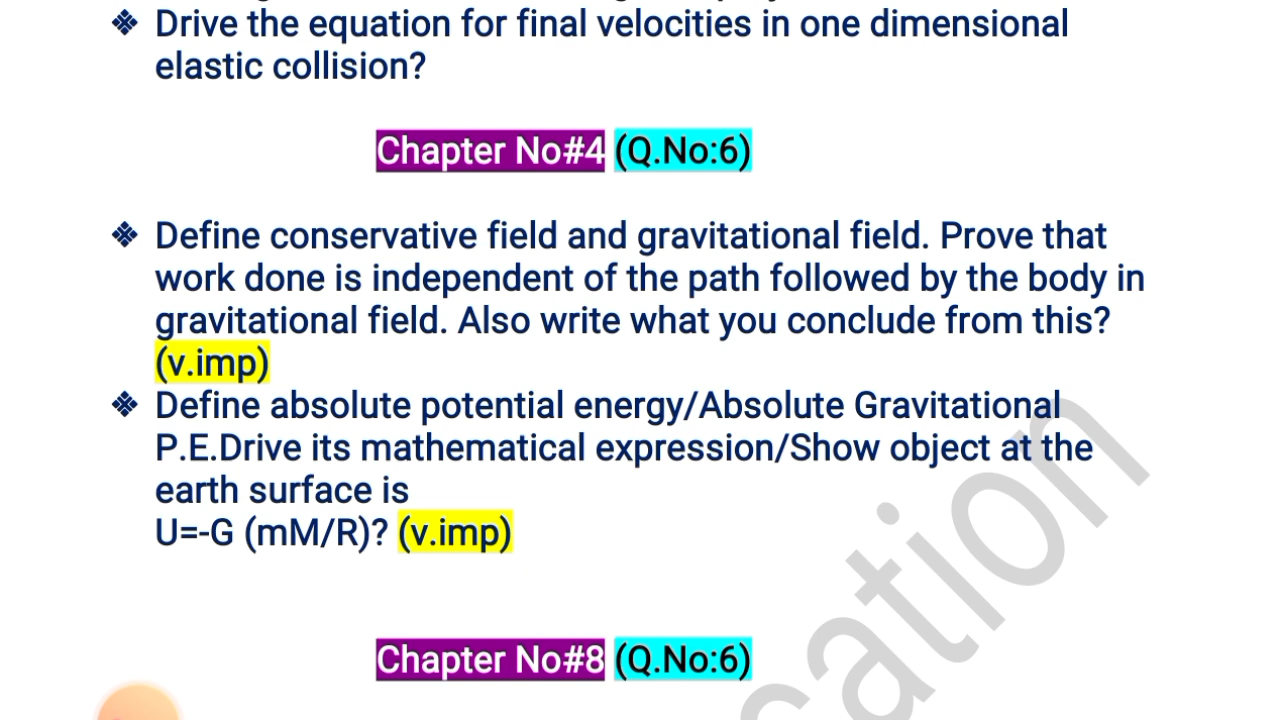 ❖ Drive the equation for final velocities in one dimensional
elastic collision?
Chapter No#4 (Q.No:6)
❖ Define conservative field and gravitational field. Prove that
work done is independent of the path followed by the body in
gravitational field. Also write what you conclude from this?
(v.imp)
❖ Define absolute potential energy/Absolute Gravitational
P.E.Drive its mathematical expression/Show object at the
earth surface is
U=-G (mM/R)? (v.imp)
Chapter No#8 (Q.No:6)
cation